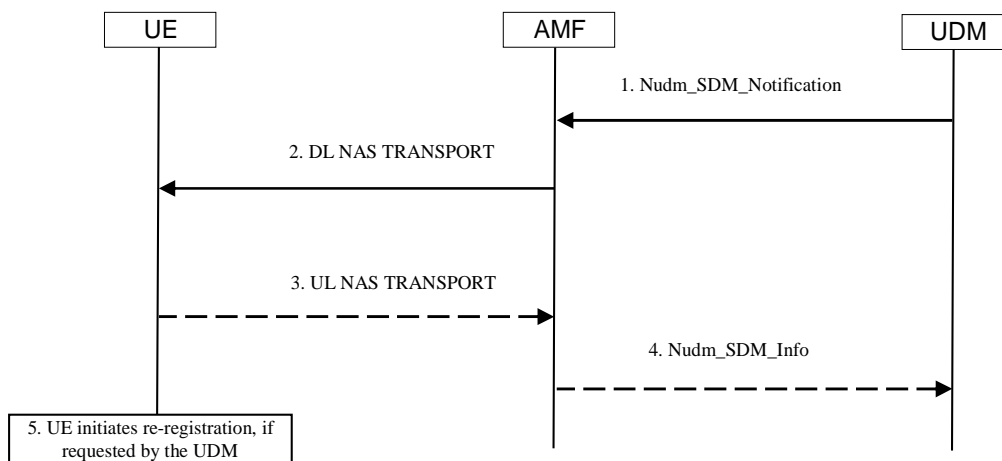 UE
AMF
UDM
1. Nudm_SDM_Notification
2. DL NAS TRANSPORT
3. UL NAS TRANSPORT
4. Nudm_SDM_Info
5. UE initiates re-registration, if
requested by the UDM